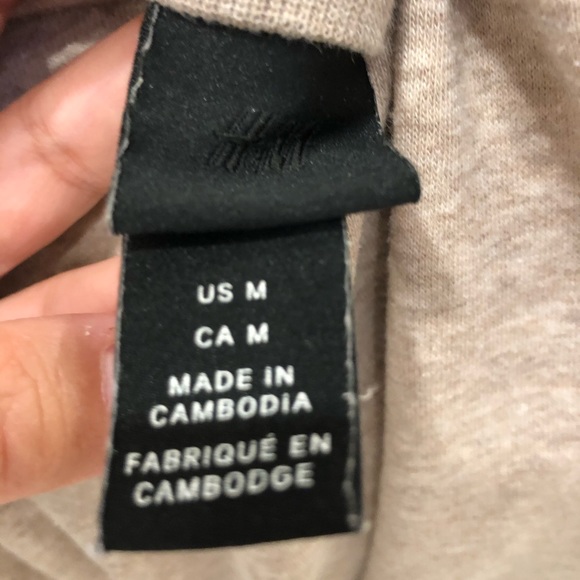 US M
CA M
MADE IN
CAMBODIA
FABRIQUÉ EN
CAMBODGE